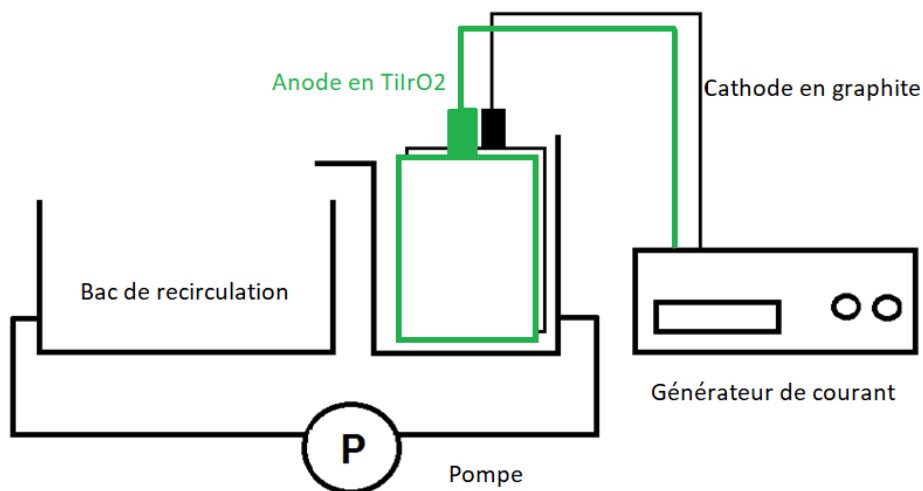 Anode en TiIrO2
Cathode en graphite
Bac de recirculation
Générateur de courant
P
Pompe